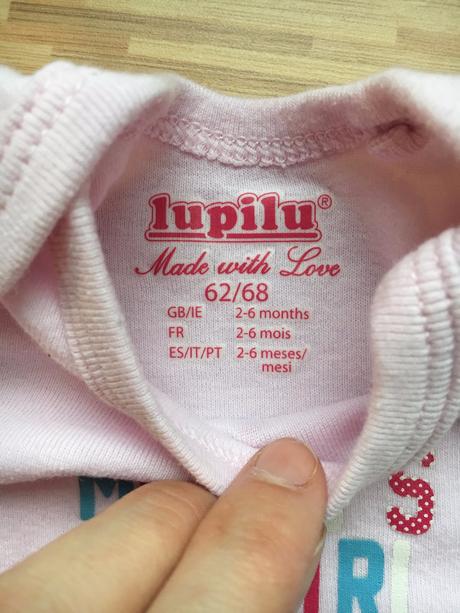 lupilu®
Made with Love
62/68
GB/IE 2-6 months
FR 2-6 mois
ES/IT/PT 2-6 meses/
mesi